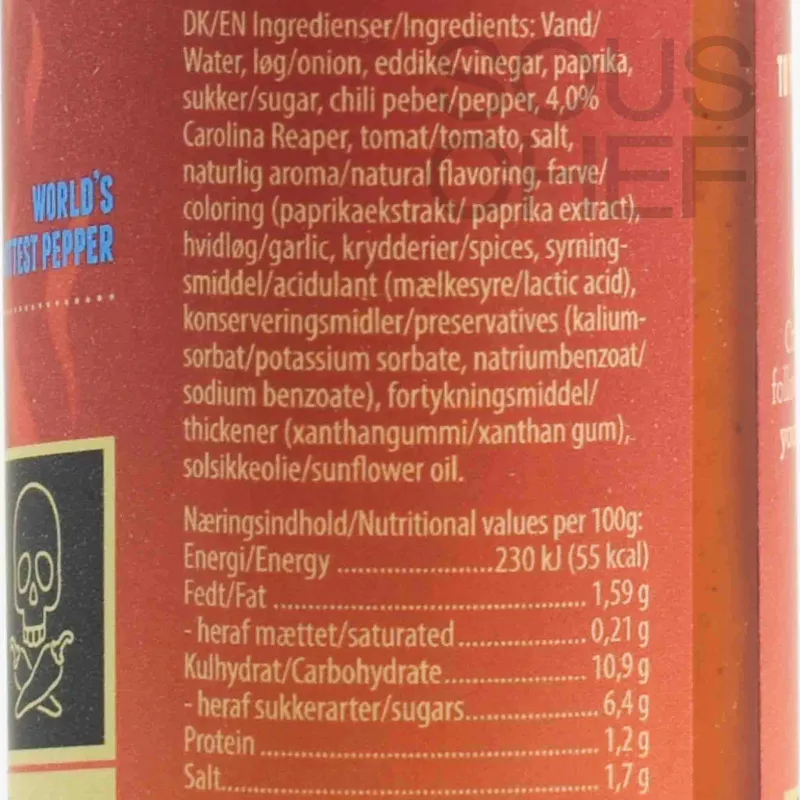 DK/EN Ingredienser/Ingredients: Vand/
Water, løg/onion, eddike/vinegar, paprika,
sukker/sugar, chili peber/pepper, 4,0%
Carolina Reaper, tomat/tomato, salt,
naturlig aroma/natural flavoring, farve/
coloring (paprikaekstrakt/ paprika extract),
hvidløg/garlic, krydderier/spices, syrning-
smiddel/acidulant (mælkesyre/lactic acid),
konserveringsmidler/preservatives (kalium-
sorbat/potassium sorbate, natriumbenzoat/
sodium benzoate), fortykningsmiddel/
thickener (xanthangummi/xanthan gum),
solsikkeolie/sunflower oil.
Næringsindhold/Nutritional values per 100g:
Energi/Energy ..................230 kJ (55 kcal)
Fedt/Fat ........................................ 1,59 g
- heraf mættet/saturated................ 0,21 g
Kulhydrat/Carbohydrate.................. 10,9 g
- heraf sukkerarter/sugars................. 6,4 g
Protein .......................................... 1,2 g
Salt................................................ 1,7 g
WORLD'S
PEPPER
SOUS
CHEF